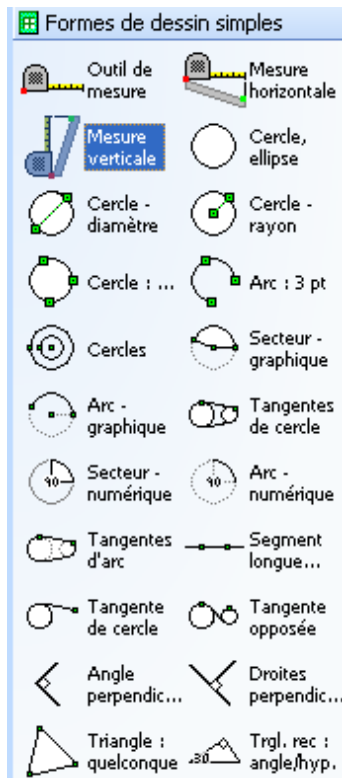 Formes de dessin simples
Outil de
mesure
Mesure
horizontale
Mesure
verticale
Cercle,
ellipse
Cercle -
diamètre
Cercle -
rayon
Cercle : ...
Arc : 3 pt
Cercles
Secteur -
graphique
Arc -
graphique
Tangentes
de cercle
90
Secteur -
numérique
90
Arc -
numérique
Tangentes
d'arc
Segment
longue...
Tangente
de cercle
Tangente
opposée
Angle
perpendic...
Droites
perpendic...
Triangle :
quelconque
30
Trgl. rec :
angle/hyp.